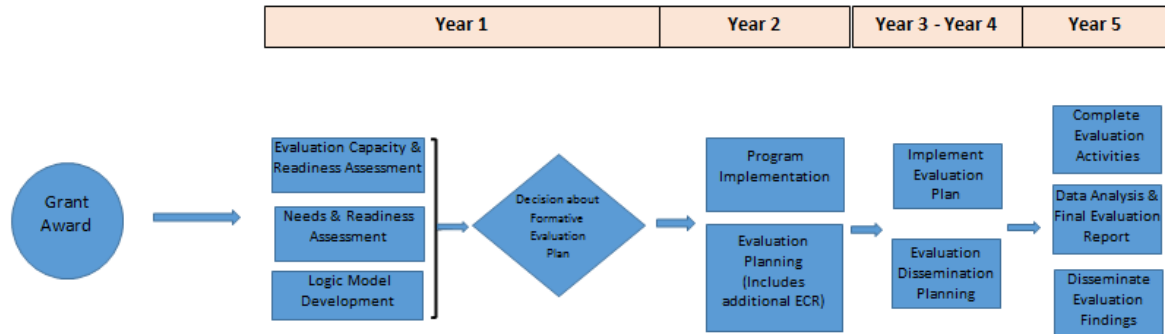 Year 1
Year 2
Year 3 - Year 4
Year 5
Grant
Award
Evaluation Capacity &
Readiness Assessment
Needs & Readiness
Assessment
Logic Model
Development
Decision about
Formative
Evaluation
Plan
Program
Implementation
Evaluation
Planning
(Includes
additional ECR)
Implement
Evaluation
Plan
Evaluation
Dissemination
Planning
Complete
Evaluation
Activities
Data Analysis &
Final Evaluation
Report
Disseminate
Evaluation
Findings